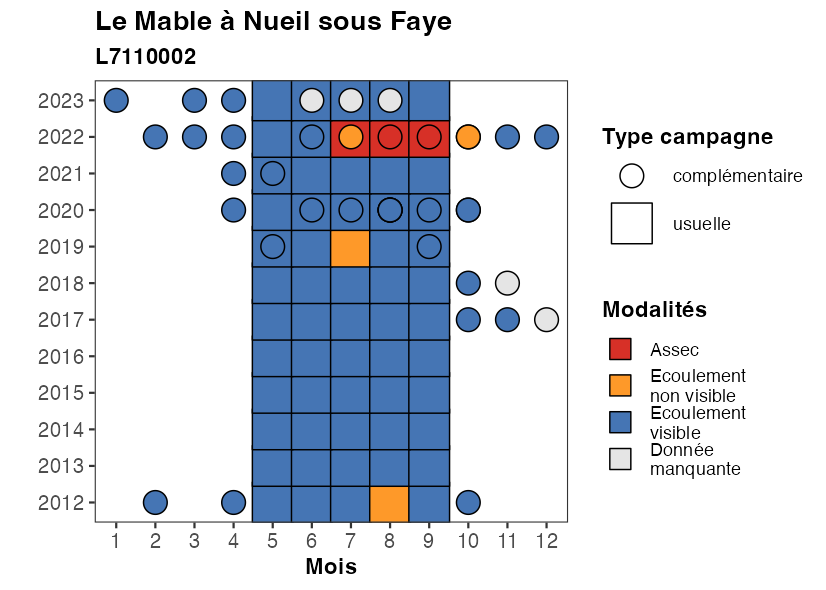 Le Mable à Nueil sous Faye
L7110002
2023
2022
2021
2020
2019
2018
2017
2016
2015
2014
2013
2012
1 2 3 4 5 6 7 8 9 10 11 12
Mois
Type campagne
complémentaire
usuelle
Modalités
Assec
Ecoulement
non visible
Ecoulement
visible
Donnée
manquante